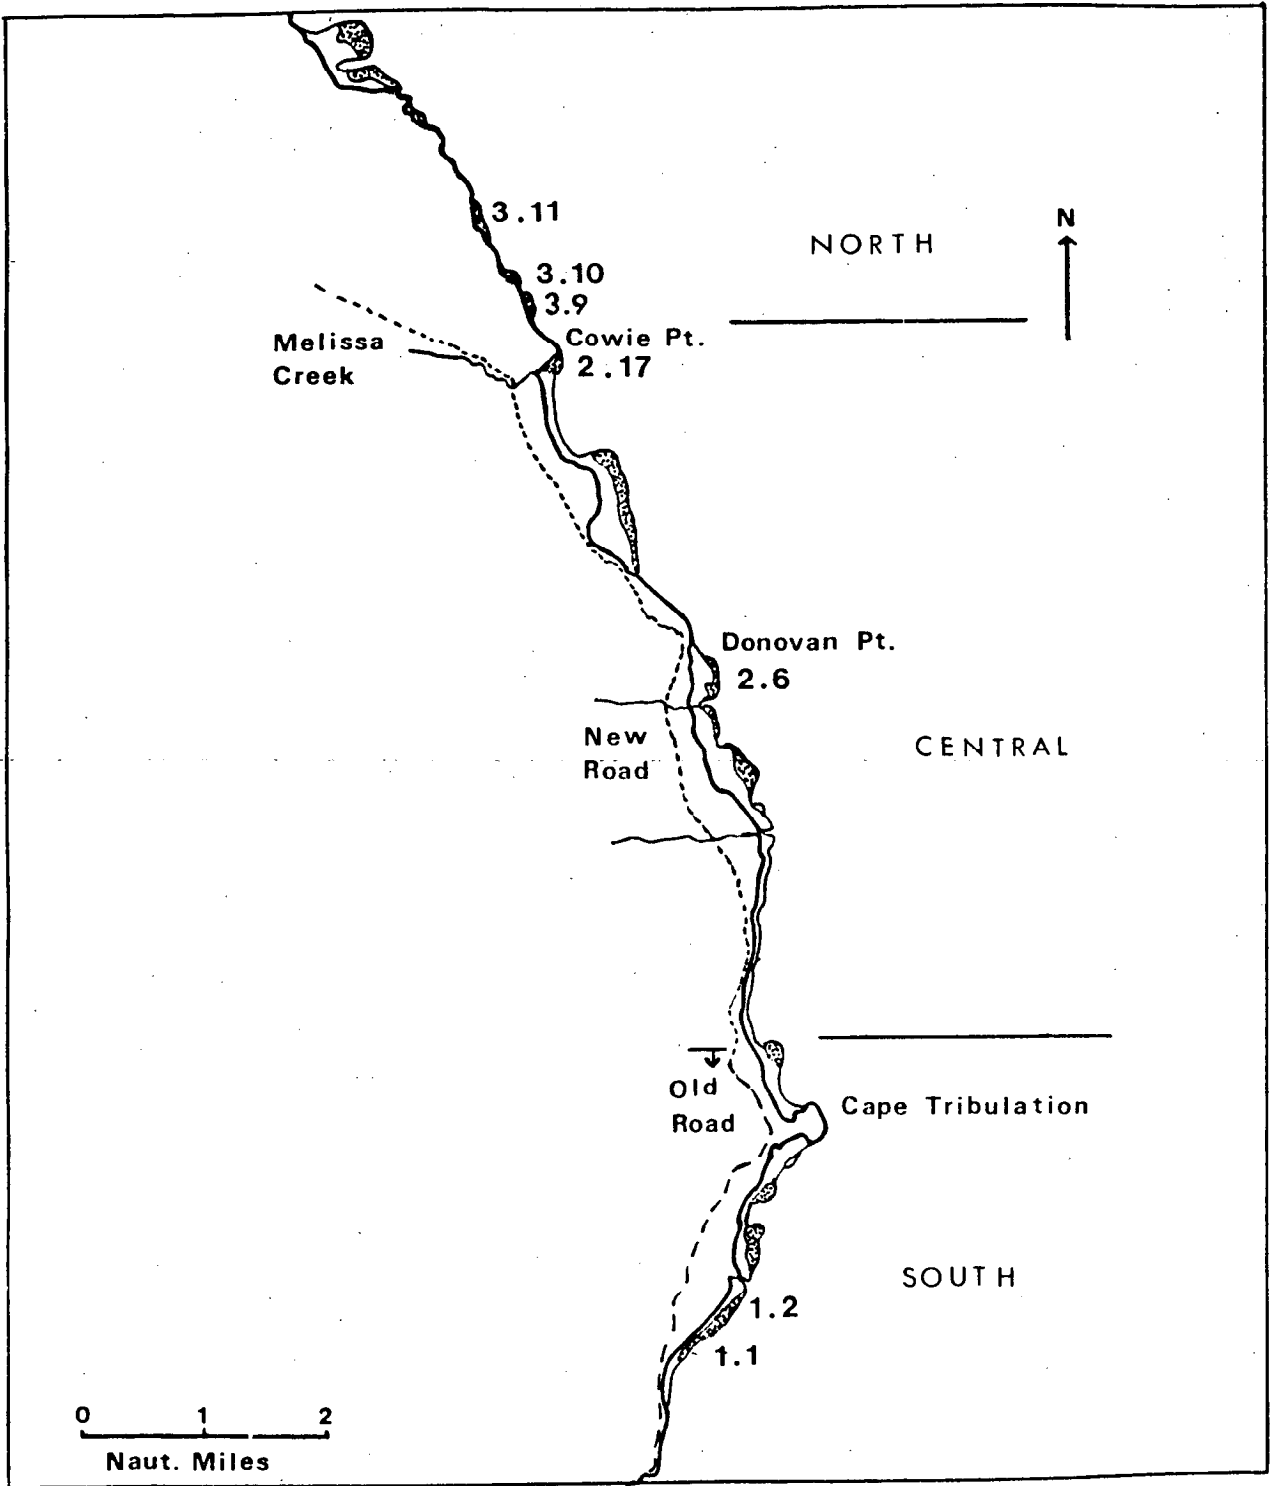 3.11
N
NORTH
3.10
3.9
Cowie Pt.
2.17
Melissa
Creek
Donovan Pt.
2.6
New
Road
CENTRAL
Old
Road
Cape Tribulation
SOUTH
1.2
1.1
0 1 2
Naut. Miles